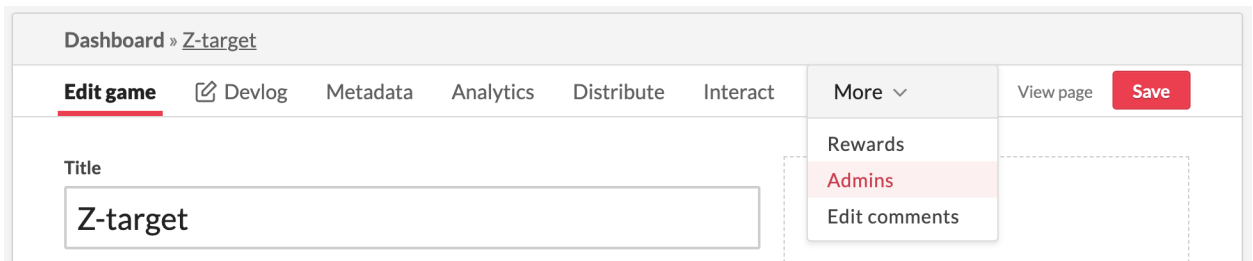 Dashboard » Z-target
Edit game Devlog Metadata Analytics Distribute Interact More View page Save
Rewards
Title
Admins
Z-target
Edit comments